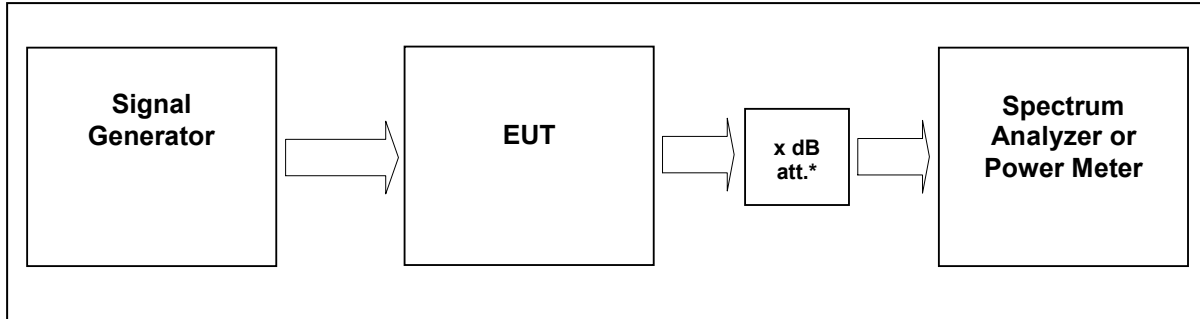 Signal
Generator
EUT
x dB
att.*
Spectrum
Analyzer or
Power Meter